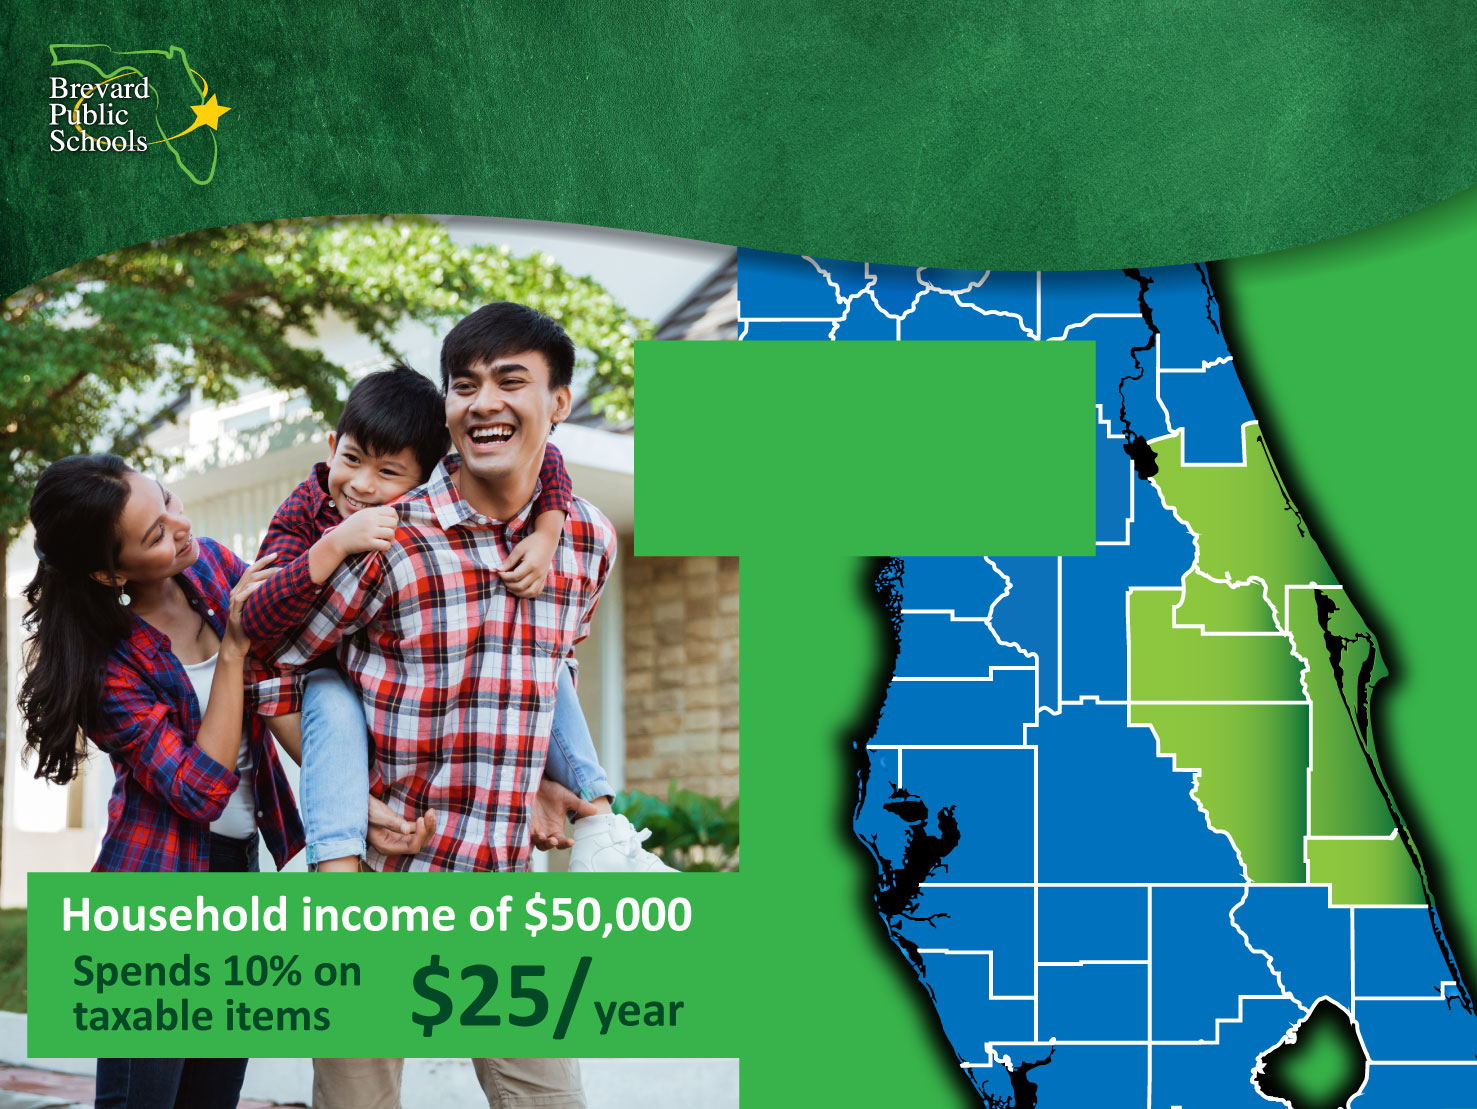 Brevard
Public
Schools
Household income of $50,000
Spends 10% on
taxable items
$25/year